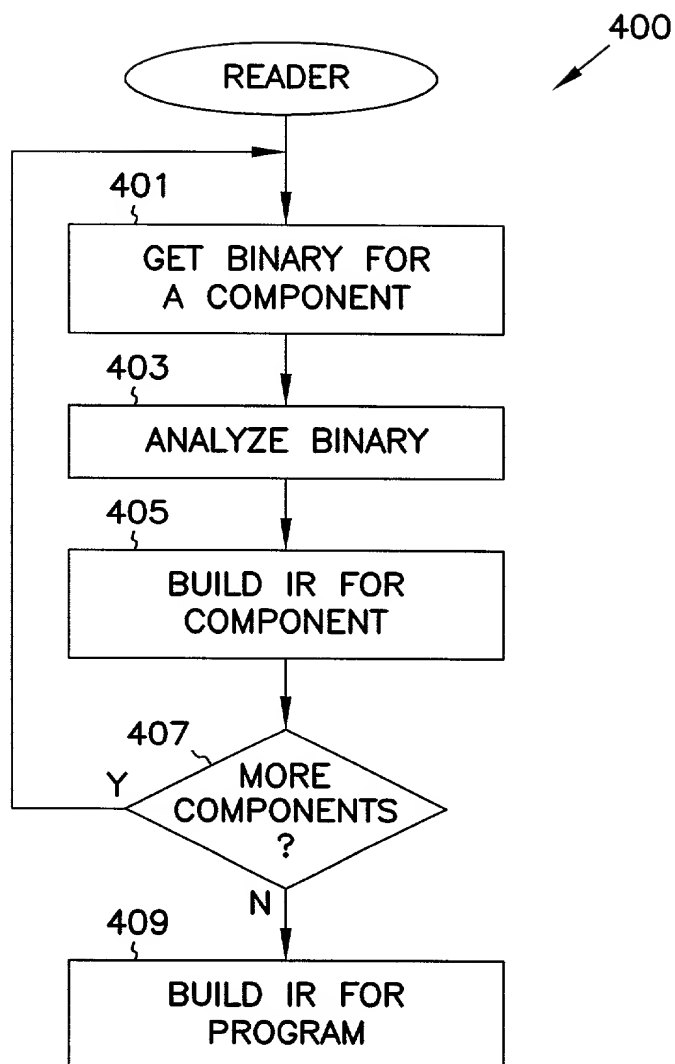 400
READER
401
GET BINARY FOR
A COMPONENT
403
ANALYZE BINARY
405
BUILD IR FOR
COMPONENT
407
MORE
COMPONENTS
?
Y
N
409
BUILD IR FOR
PROGRAM